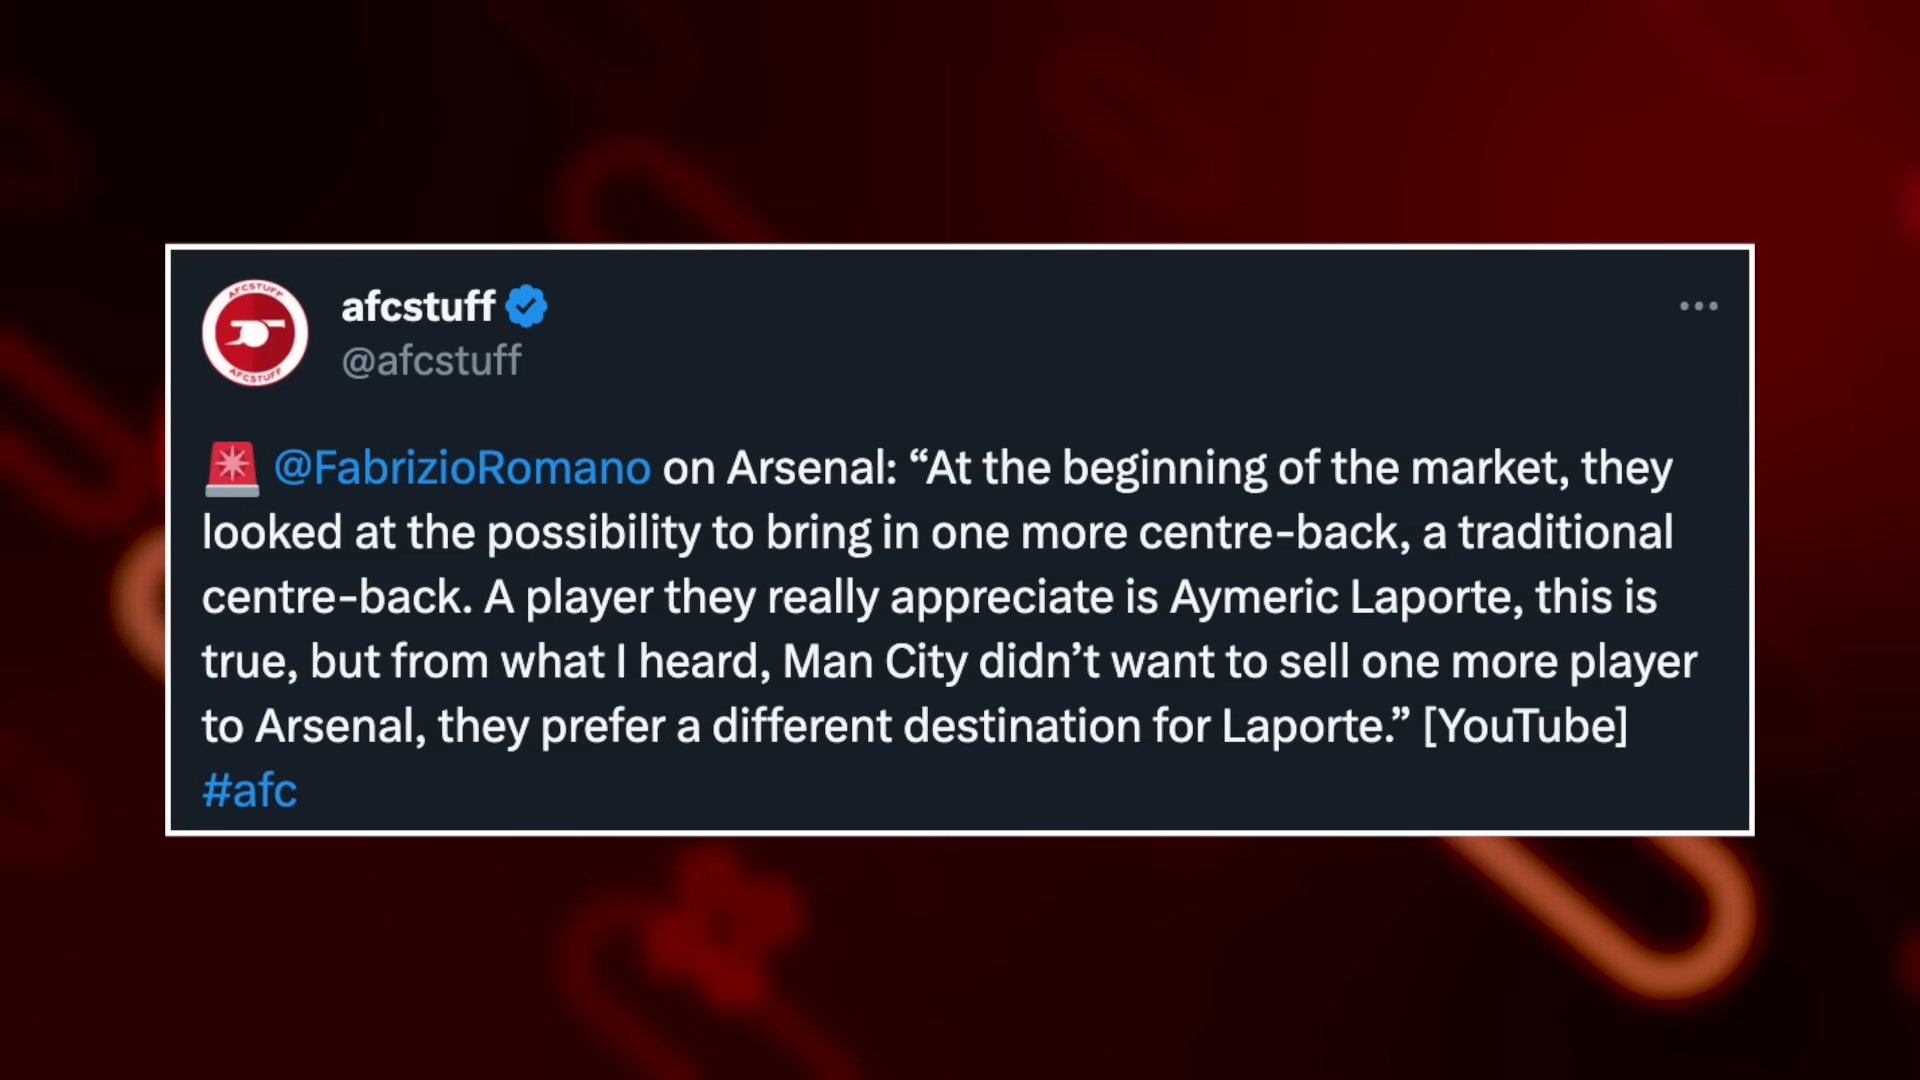 AFCSTUFF
AFCSTUFF
afcstuff
@afcstuff
🚨 @FabrizioRomano on Arsenal: “At the beginning of the market, they
looked at the possibility to bring in one more centre-back, a traditional
centre-back. A player they really appreciate is Aymeric Laporte, this is
true, but from what I heard, Man City didn’t want to sell one more player
to Arsenal, they prefer a different destination for Laporte.” [YouTube]
#afc